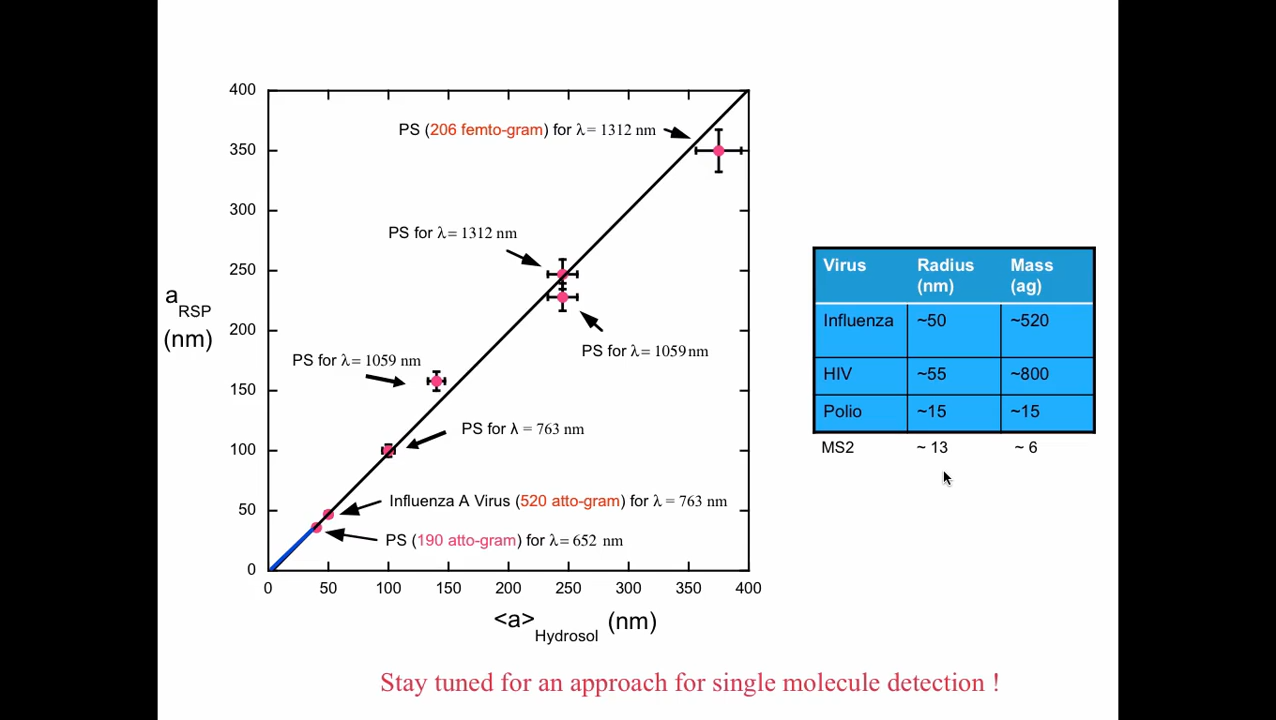 400
PS (206 femto-gram) for λ= 1312 nm
350
300
PS for λ= 1312 nm
250
a RSP (nm)
200
PS for λ= 1059nm
PS for λ= 1059 nm
150
PS for λ = 763 nm
100
Influenza A Virus (520 atto-gram) for λ = 763 nm
50
PS (190 atto-gram) for λ= 652 nm
0
0 50 100 150 200 250 300 350 400
<a> Hydrosol (nm)
Virus Radius (nm) Mass (ag)
Influenza ~50 ~520
HIV ~55 ~800
Polio ~15 ~15
MS2 ~ 13 ~ 6
Stay tuned for an approach for single molecule detection !